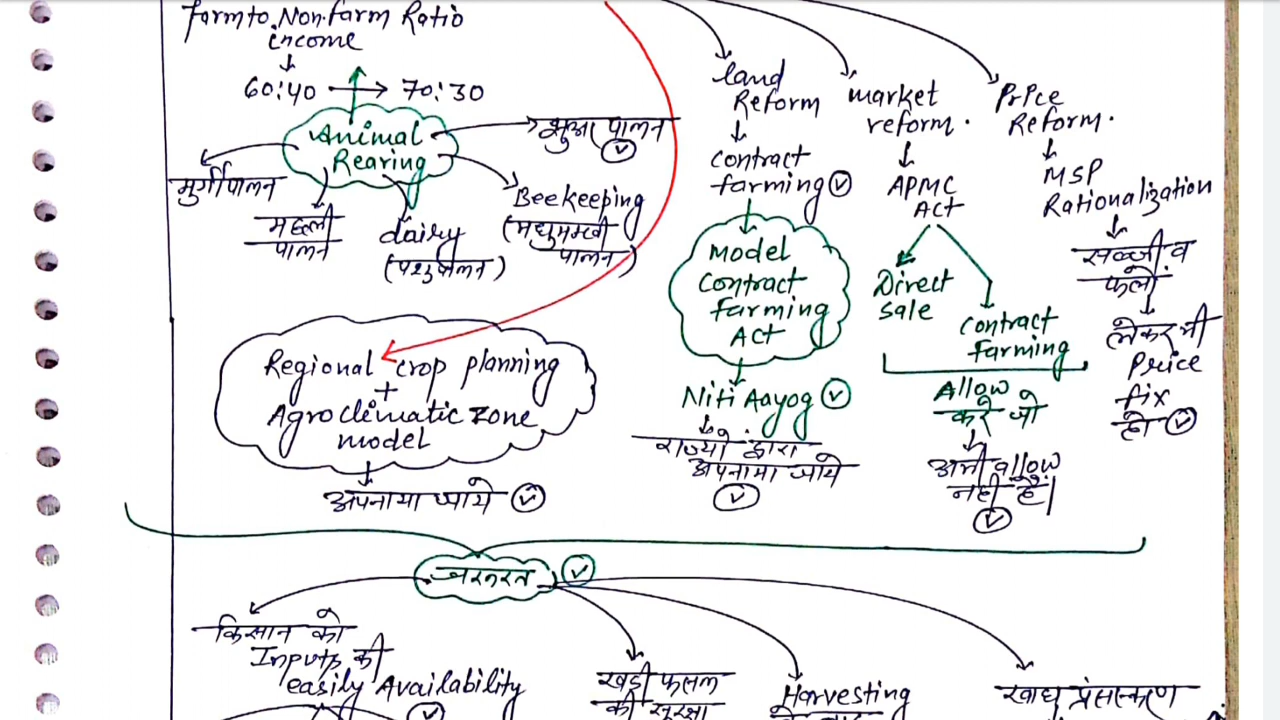 Farm to Non-farm Ratio
income
60:40 → 70:30
Animal
Rearing
मुर्गीपालन
मछली
पालन
dairy
(पशुपालन)
Beekeeping
(मधुमक्खी
पालन)
पालन
Regional crop planning
+
Agroclimatic zone
model
अपनाया जाये
land
Reform
contract
farming
Model
Contract
farming
Act
Niti Aayog
राज्यो द्वारा
अपनाया जाये
market
reform.
APMC
ACT
Direct
sale
Contract
farming
Allow
करे जो
अभी allow
नही है।
Price
Reform.
MSP
Rationalization
सब्जी व
फलो
लेकर भी
Price
fix
हो
जरूरत
किसान को
Inputs की
easily Availability
खड़ी फसल
की सुरक्षा
Harvesting
के बाद
खाद्य प्रंसस्करण